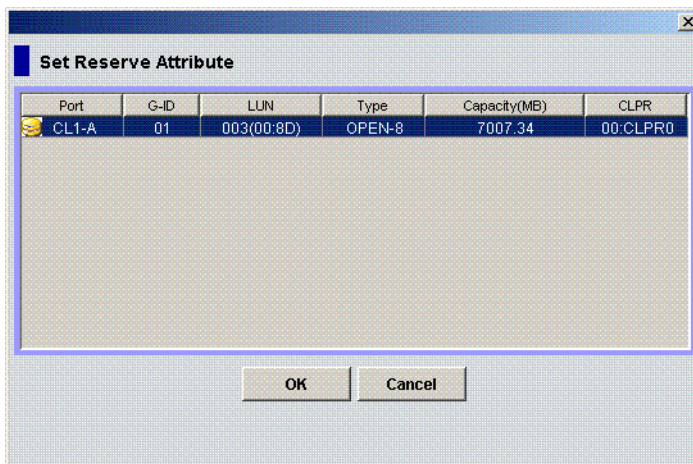 Set Reserve Attribute
Port G-ID LUN Type Capacity(MB) CLPR
CL1-A 01 003(00:8D) OPEN-8 7007.34 00:CLPR0
OK Cancel